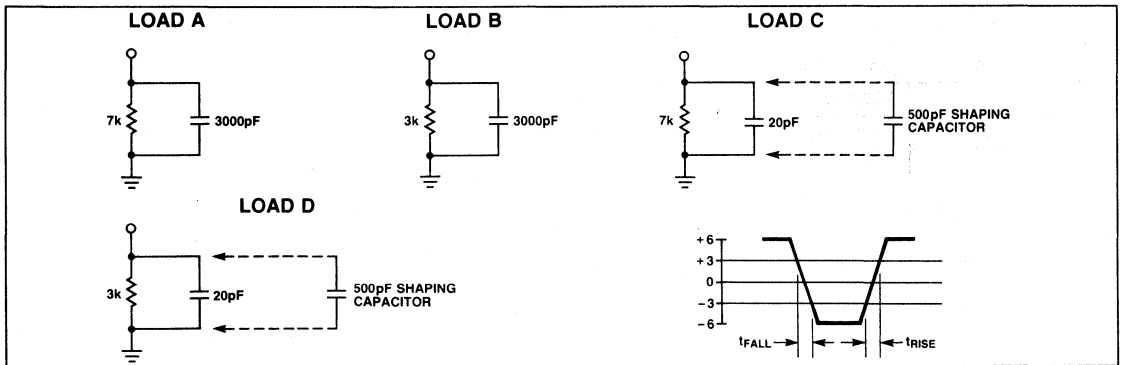 LOAD A
7k
3000pF
LOAD B
3k
3000pF
LOAD C
7k
20pF
500pF SHAPING
CAPACITOR
LOAD D
3k
20pF
500pF SHAPING
CAPACITOR
+6
+3
0
−3
−6
tFALL
tRISE